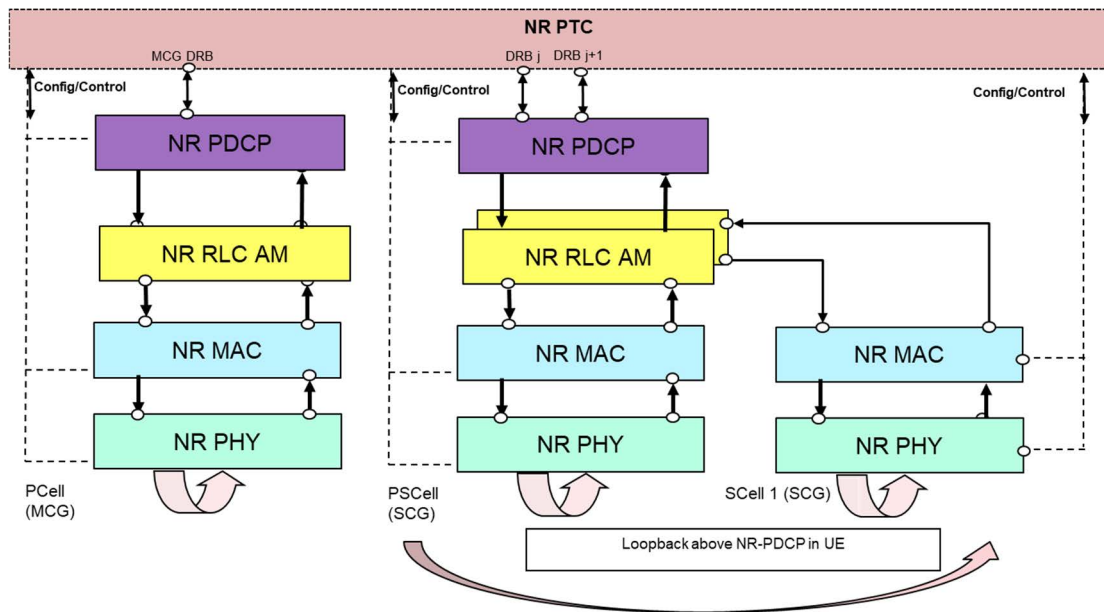 NR PTC
MCG DRB
DRB j
DRB j+1
Config/Control
Config/Control
Config/Control
NR PDCP
NR PDCP
NR RLC AM
NR RLC AM
NR MAC
NR MAC
NR MAC
NR PHY
NR PHY
NR PHY
PCell
(MCG)
PSCell
(SCG)
SCell 1 (SCG)
Loopback above NR-PDCP in UE